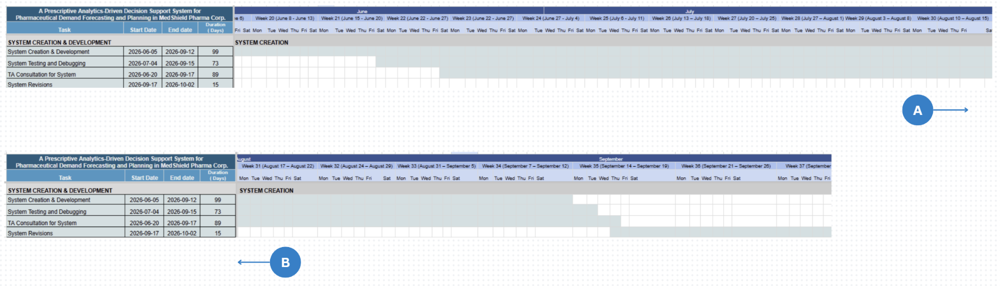 A Prescriptive Analytics-Driven Decision Support System for
Pharmaceutical Demand Forecasting and Planning in MedShield Pharma Corp.
June July
ne 6) Week 20 (June 8 - June 13) Week 21 (June 15 - June 20) Week 22 (June 22 - June 27) Week 23 (June 22 - June 27) Week 24 (June 27 - July 4) Week 25 (July 6 - July 11) Week 26 (July 13 – July 18) Week 27 (July 20 – July 25) Week 28 (July 27 – August 1) Week 29 (August 3 – August 8) Week 30 (August 10 – August 15)
Task Start Date End date Duration ( Days)
Fri Sat Mon Tue Wed Thu Fri Sat Mon Tue Wed Thu Fri Sat Mon Tue Wed Thu Fri Sat Mon Tue Wed Thu Fri Sat Mon Tue Wed Thu Fri Sat Mon Tue Wed Thu Fri Sat Mon Tue Wed Thu Fri Sat Mon Tue Wed Thu Fri Sat Mon Tue Wed Thu Fri Sat Mon Tue Wed Thu Fri Sat Mon Tue Wed Thu Fri Sa
SYSTEM CREATION & DEVELOPMENT SYSTEM CREATION
System Creation & Development 2026-06-05 2026-09-12 99
System Testing and Debugging 2026-07-04 2026-09-15 73
TA Consultation for System 2026-06-20 2026-09-17 89
System Revisions 2026-09-17 2026-10-02 15
A
A Prescriptive Analytics-Driven Decision Support System for
Pharmaceutical Demand Forecasting and Planning in MedShield Pharma Corp.
August September
Week 31 (August 17 – August 22) Week 32 (August 24 – August 29) Week 33 (August 31 – September 5) Week 34 (September 7 – September 12) Week 35 (September 14 – September 19) Week 36 (September 21 – September 26) Week 37 (September
Task Start Date End date Duration ( Days)
Mon Tue Wed Thu Fri Sat Mon Tue Wed Thu Fri Sat Mon Tue Wed Thu Fri Sat Mon Tue Wed Thu Fri Sat Mon Tue Wed Thu Fri Sat Mon Tue Wed Thu Fri Sat Mon Tue Wed Thu Fri
SYSTEM CREATION & DEVELOPMENT SYSTEM CREATION
System Creation & Development 2026-06-05 2026-09-12 99
System Testing and Debugging 2026-07-04 2026-09-15 73
TA Consultation for System 2026-06-20 2026-09-17 89
System Revisions 2026-09-17 2026-10-02 15
B